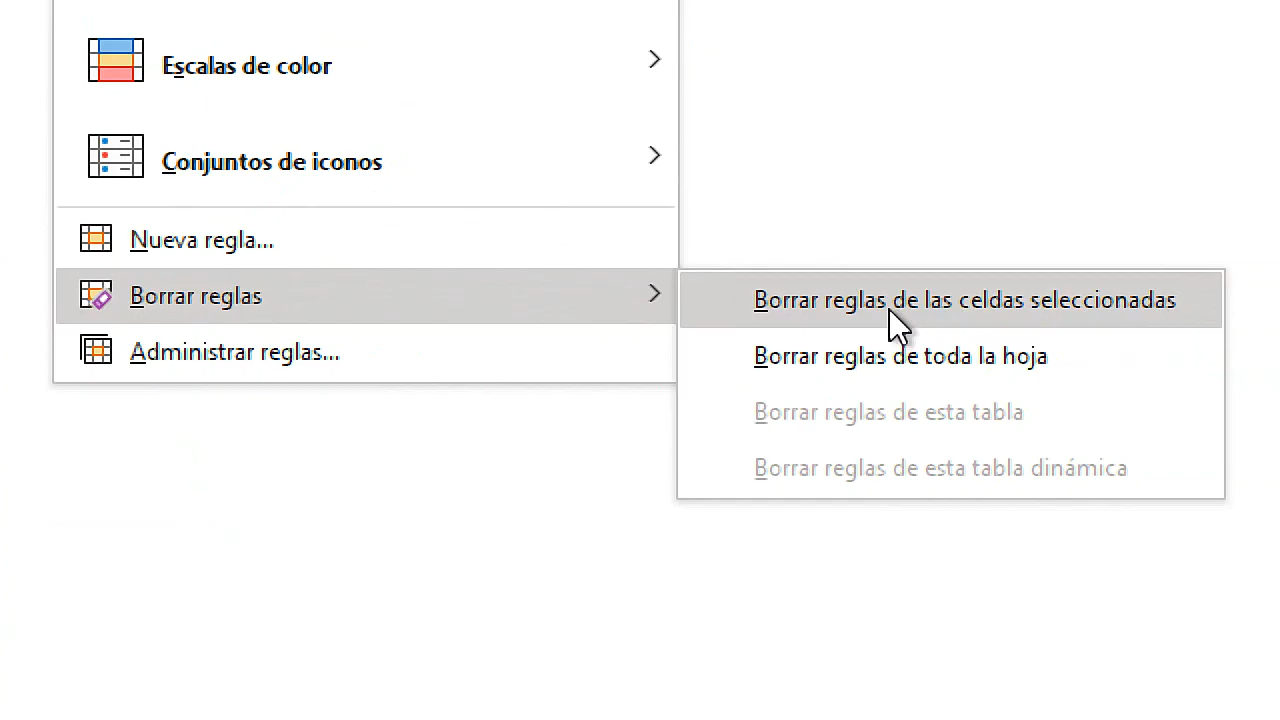 Escalas de color
Conjuntos de iconos
Nueva regla...
Borrar reglas
Administrar reglas...
Borrar reglas de las celdas seleccionadas
Borrar reglas de toda la hoja
Borrar reglas de esta tabla
Borrar reglas de esta tabla dinámica